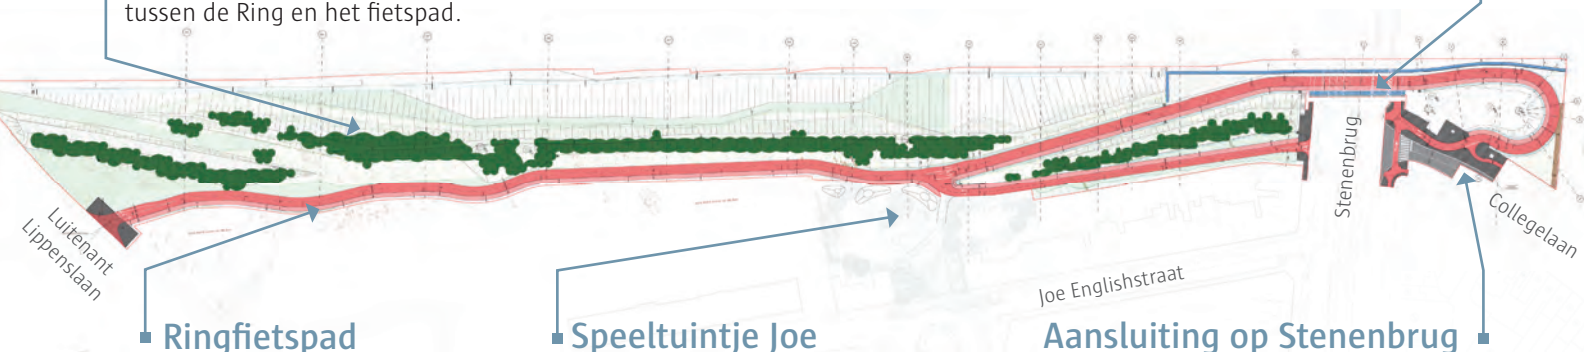 tussen de Ring en het fietspad.
Luitenant
Lippenslaan
Stenenbrug
Collegelaan
Joe Englishstraat
Ringfietspad
Speeltuintje Joe
Aansluiting op Stenenbrug